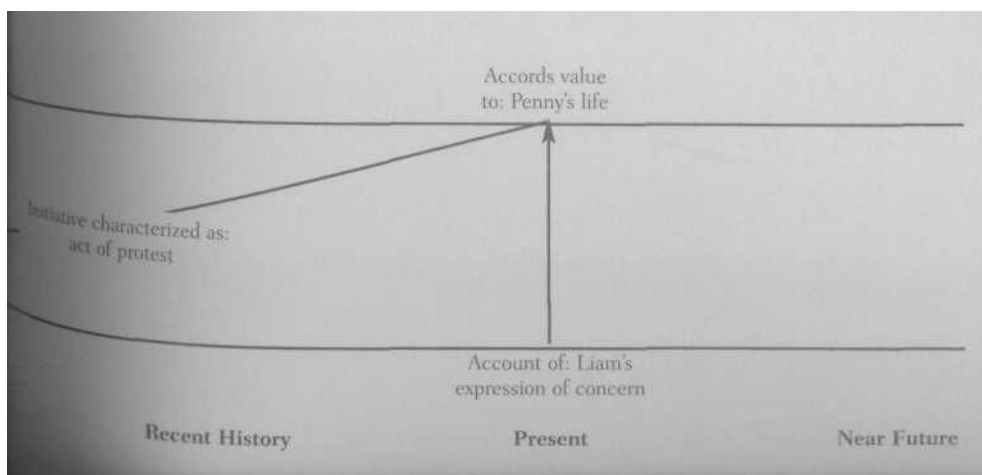 Accords value
to: Penny's life
Initiative characterized as:
act of protest
Account of: Liam's
expression of concern
Recent History
Present
Near Future